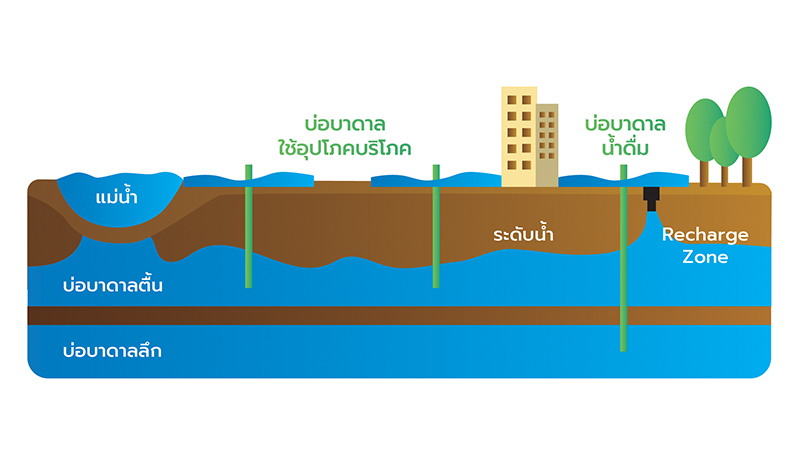 บ่อบาดาล
ใช้อุปโภคบริโภค
บ่อบาดาล
น้ำดื่ม
แม่น้ำ
ระดับน้ำ
Recharge
Zone
บ่อบาดาลตื้น
บ่อบาดาลลึก